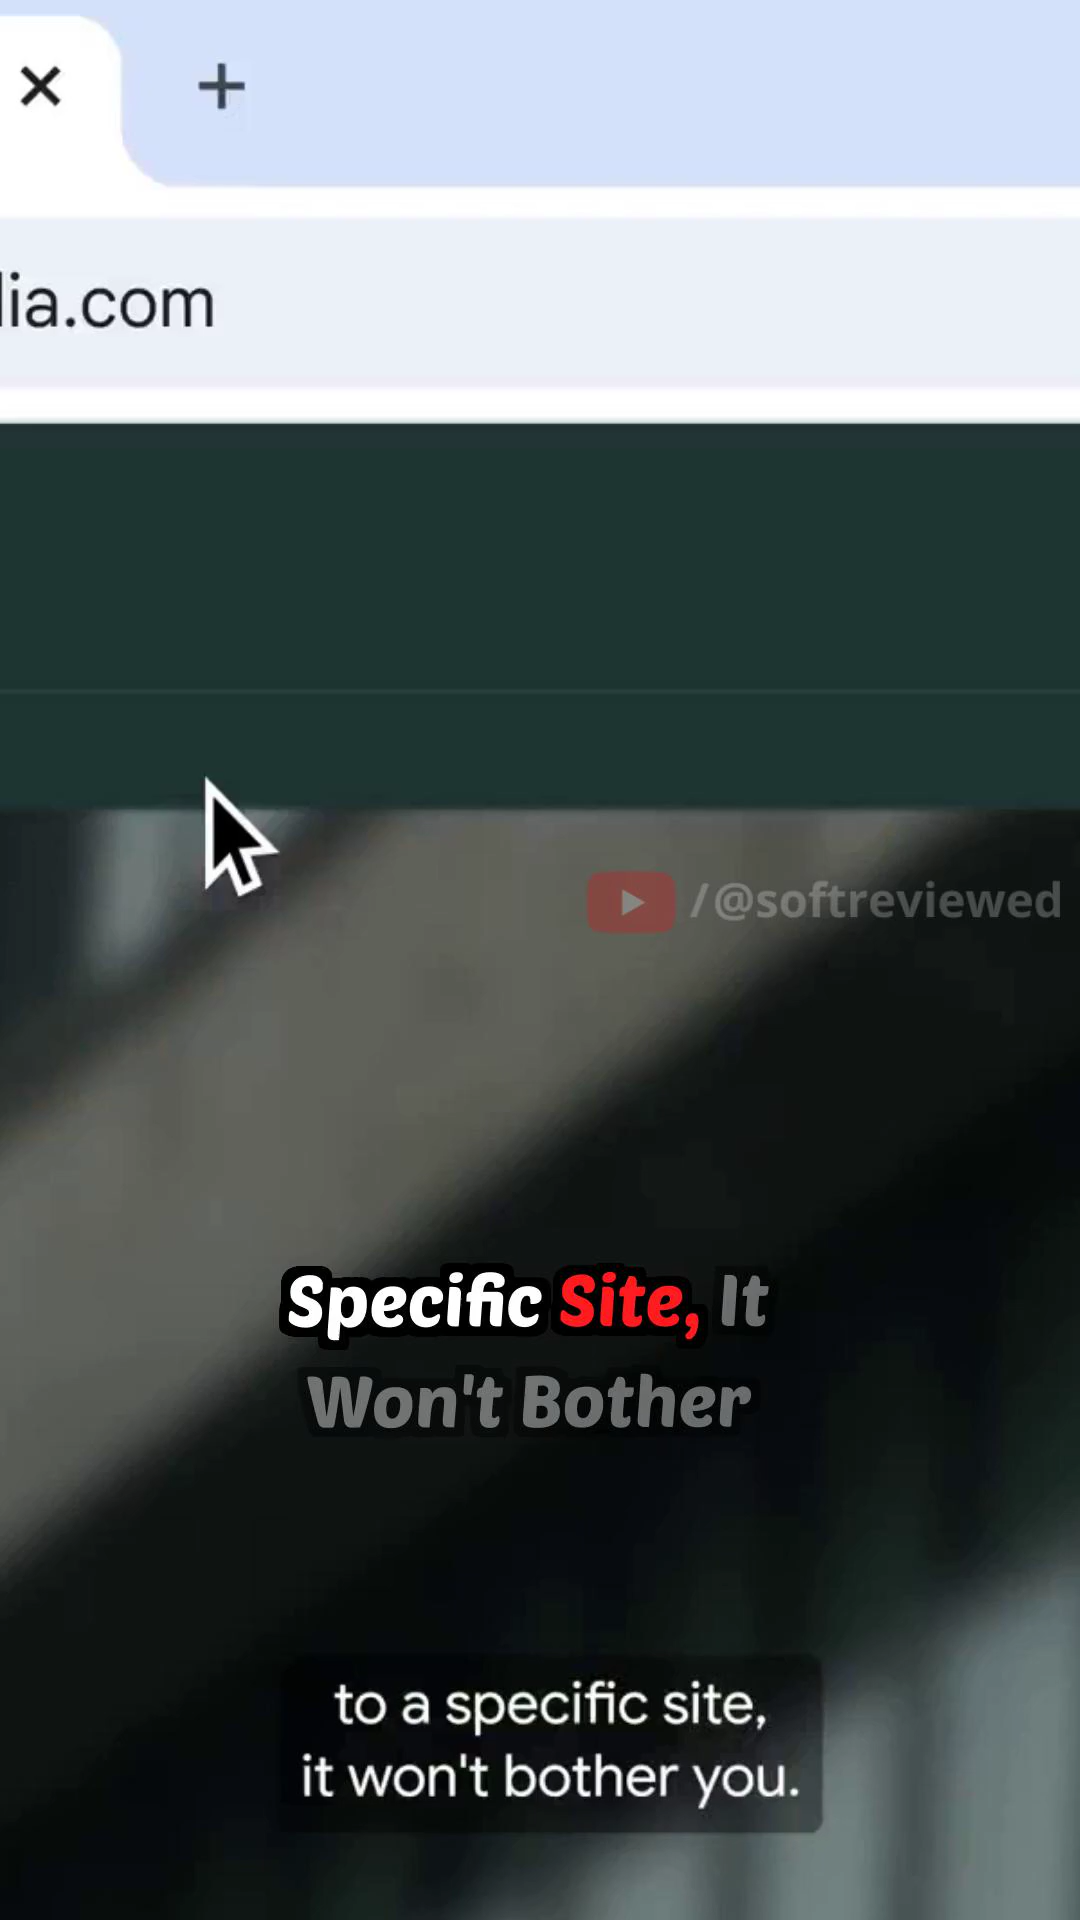 lia.com
/@softreviewed
Specific Site, It
Won't Bother
to a specific site,
it won't bother you.